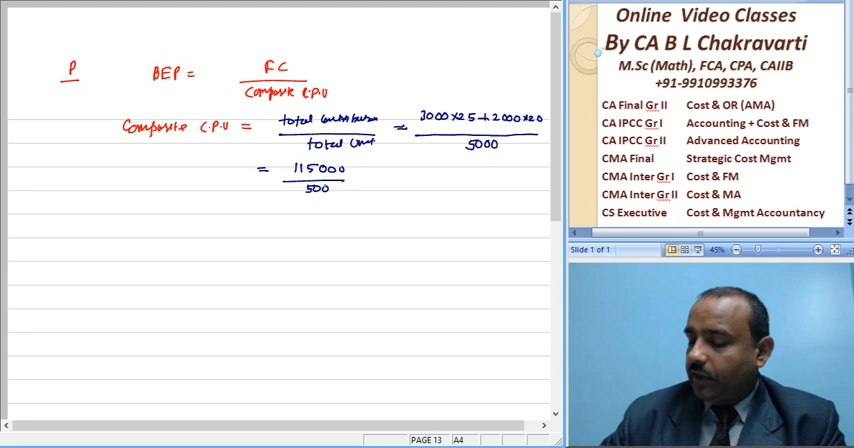 P
BEP = FC / Composite C.P.U
Composite C.P.U = total Contribution / total Unit = 3000 x 25 + 2000 x 20 / 5000
= 115000 / 500
Online Video Classes
By CA B L Chakravarti
M.Sc (Math), FCA, CPA, CAIIB
+91-9910993376
CA Final Gr II Cost & OR (AMA)
CA IPCC Gr I Accounting + Cost & FM
CA IPCC Gr II Advanced Accounting
CMA Final Strategic Cost Mgmt
CMA Inter Gr I Cost & FM
CMA Inter Gr II Cost & MA
CS Executive Cost & Mgmt Accountancy
Slide 1 of 1
45%
PAGE 13 A4